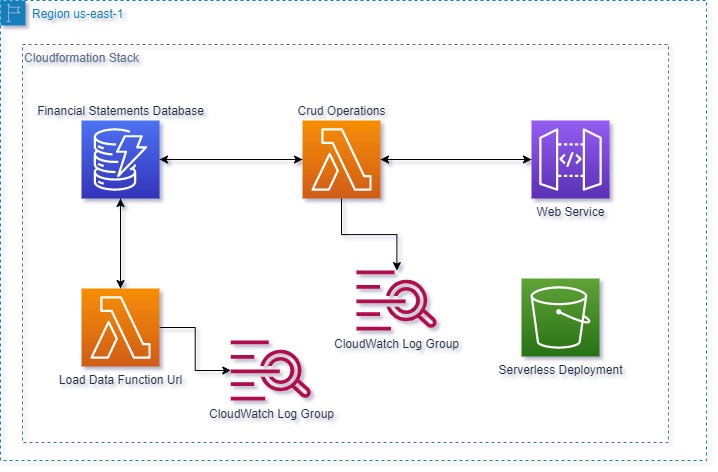 Region us-east-1
Cloudformation Stack
Financial Statements Database
Crud Operations
</>
Web Service
CloudWatch Log Group
Serverless Deployment
Load Data Function Url
CloudWatch Log Group